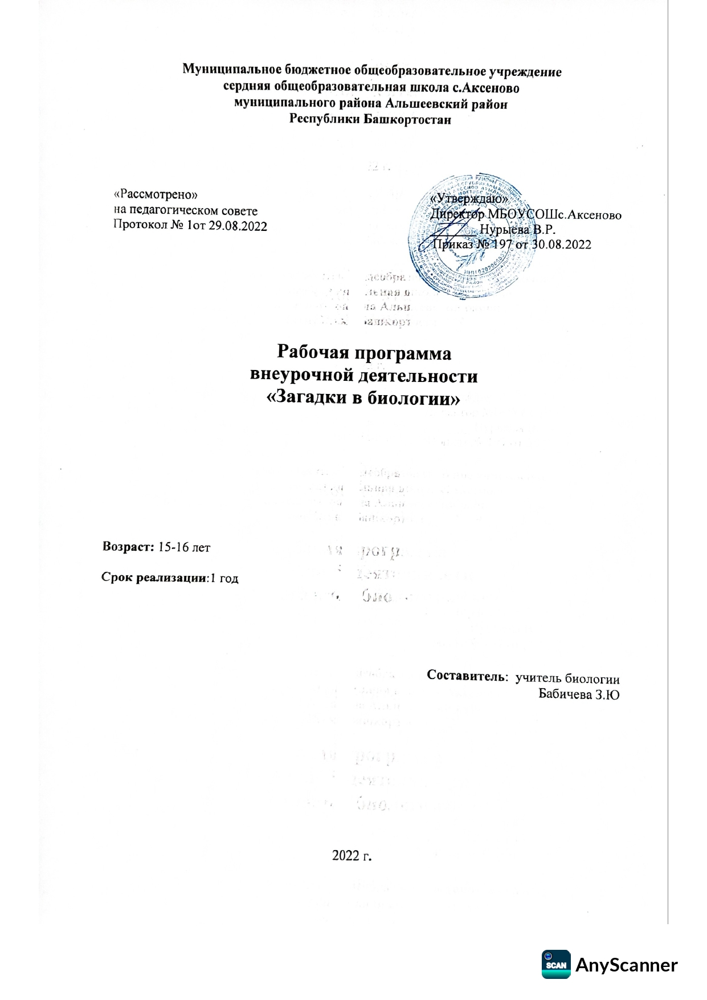 Муниципальное бюджетное общеобразовательное учреждение
сердняя общеобразовательная школа с.Аксеново
муниципального района Альшеевский район
Республики Башкортостан
«Рассмотрено»
на педагогическом совете
Протокол № 1от 29.08.2022
«Утверждаю»
Директор МБОУСОШс.Аксеново
Нурыева В.Р.
Приказ № 197 от 30.08.2022
Рабочая программа
внеурочной деятельности
«Загадки в биологии»
Возраст: 15-16 лет
Срок реализации:1 год
Составитель: учитель биологии
Бабичева З.Ю
2022 г.
SCAN AnyScanner